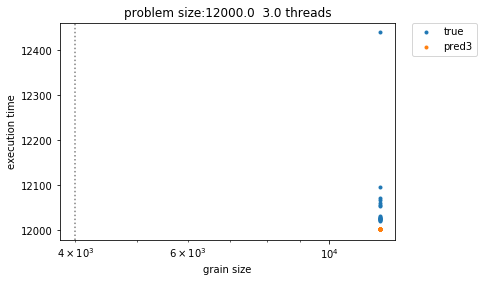 problem size:12000.0  3.0 threads
true
pred3
12400
12300
12200
12100
12000
execution time
4 × 10³
6 × 10³
10⁴
grain size